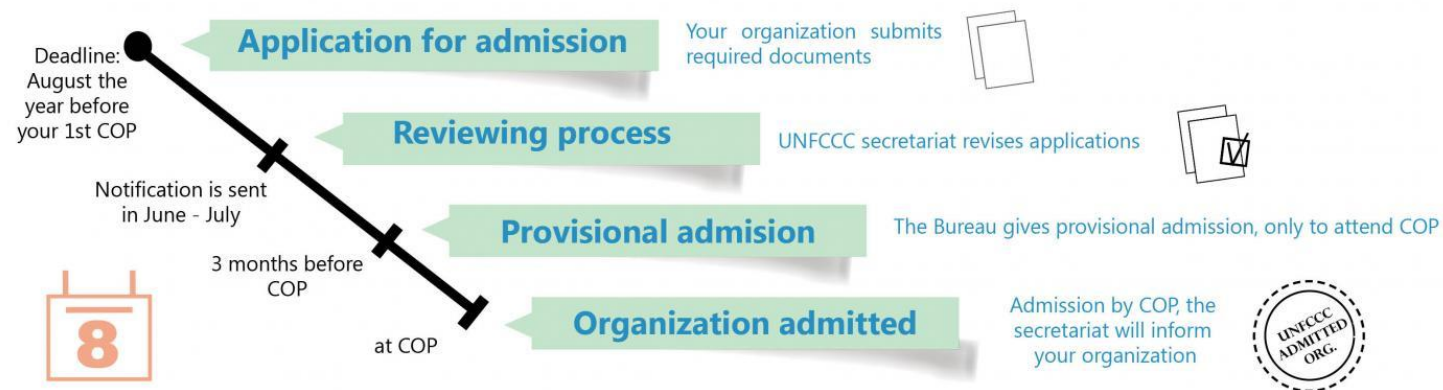 Deadline:
August the
year before
your 1st COP
Application for admission
Your organization submits
required documents
Reviewing process
UNFCCC secretariat revises applications
Notification is sent
in June - July
Provisional admision
The Bureau gives provisional admission, only to attend COP
3 months before
COP
Organization admitted
Admission by COP, the
secretariat will inform
your organization
at COP
8
UNFCCC
ADMITTED
ORG.